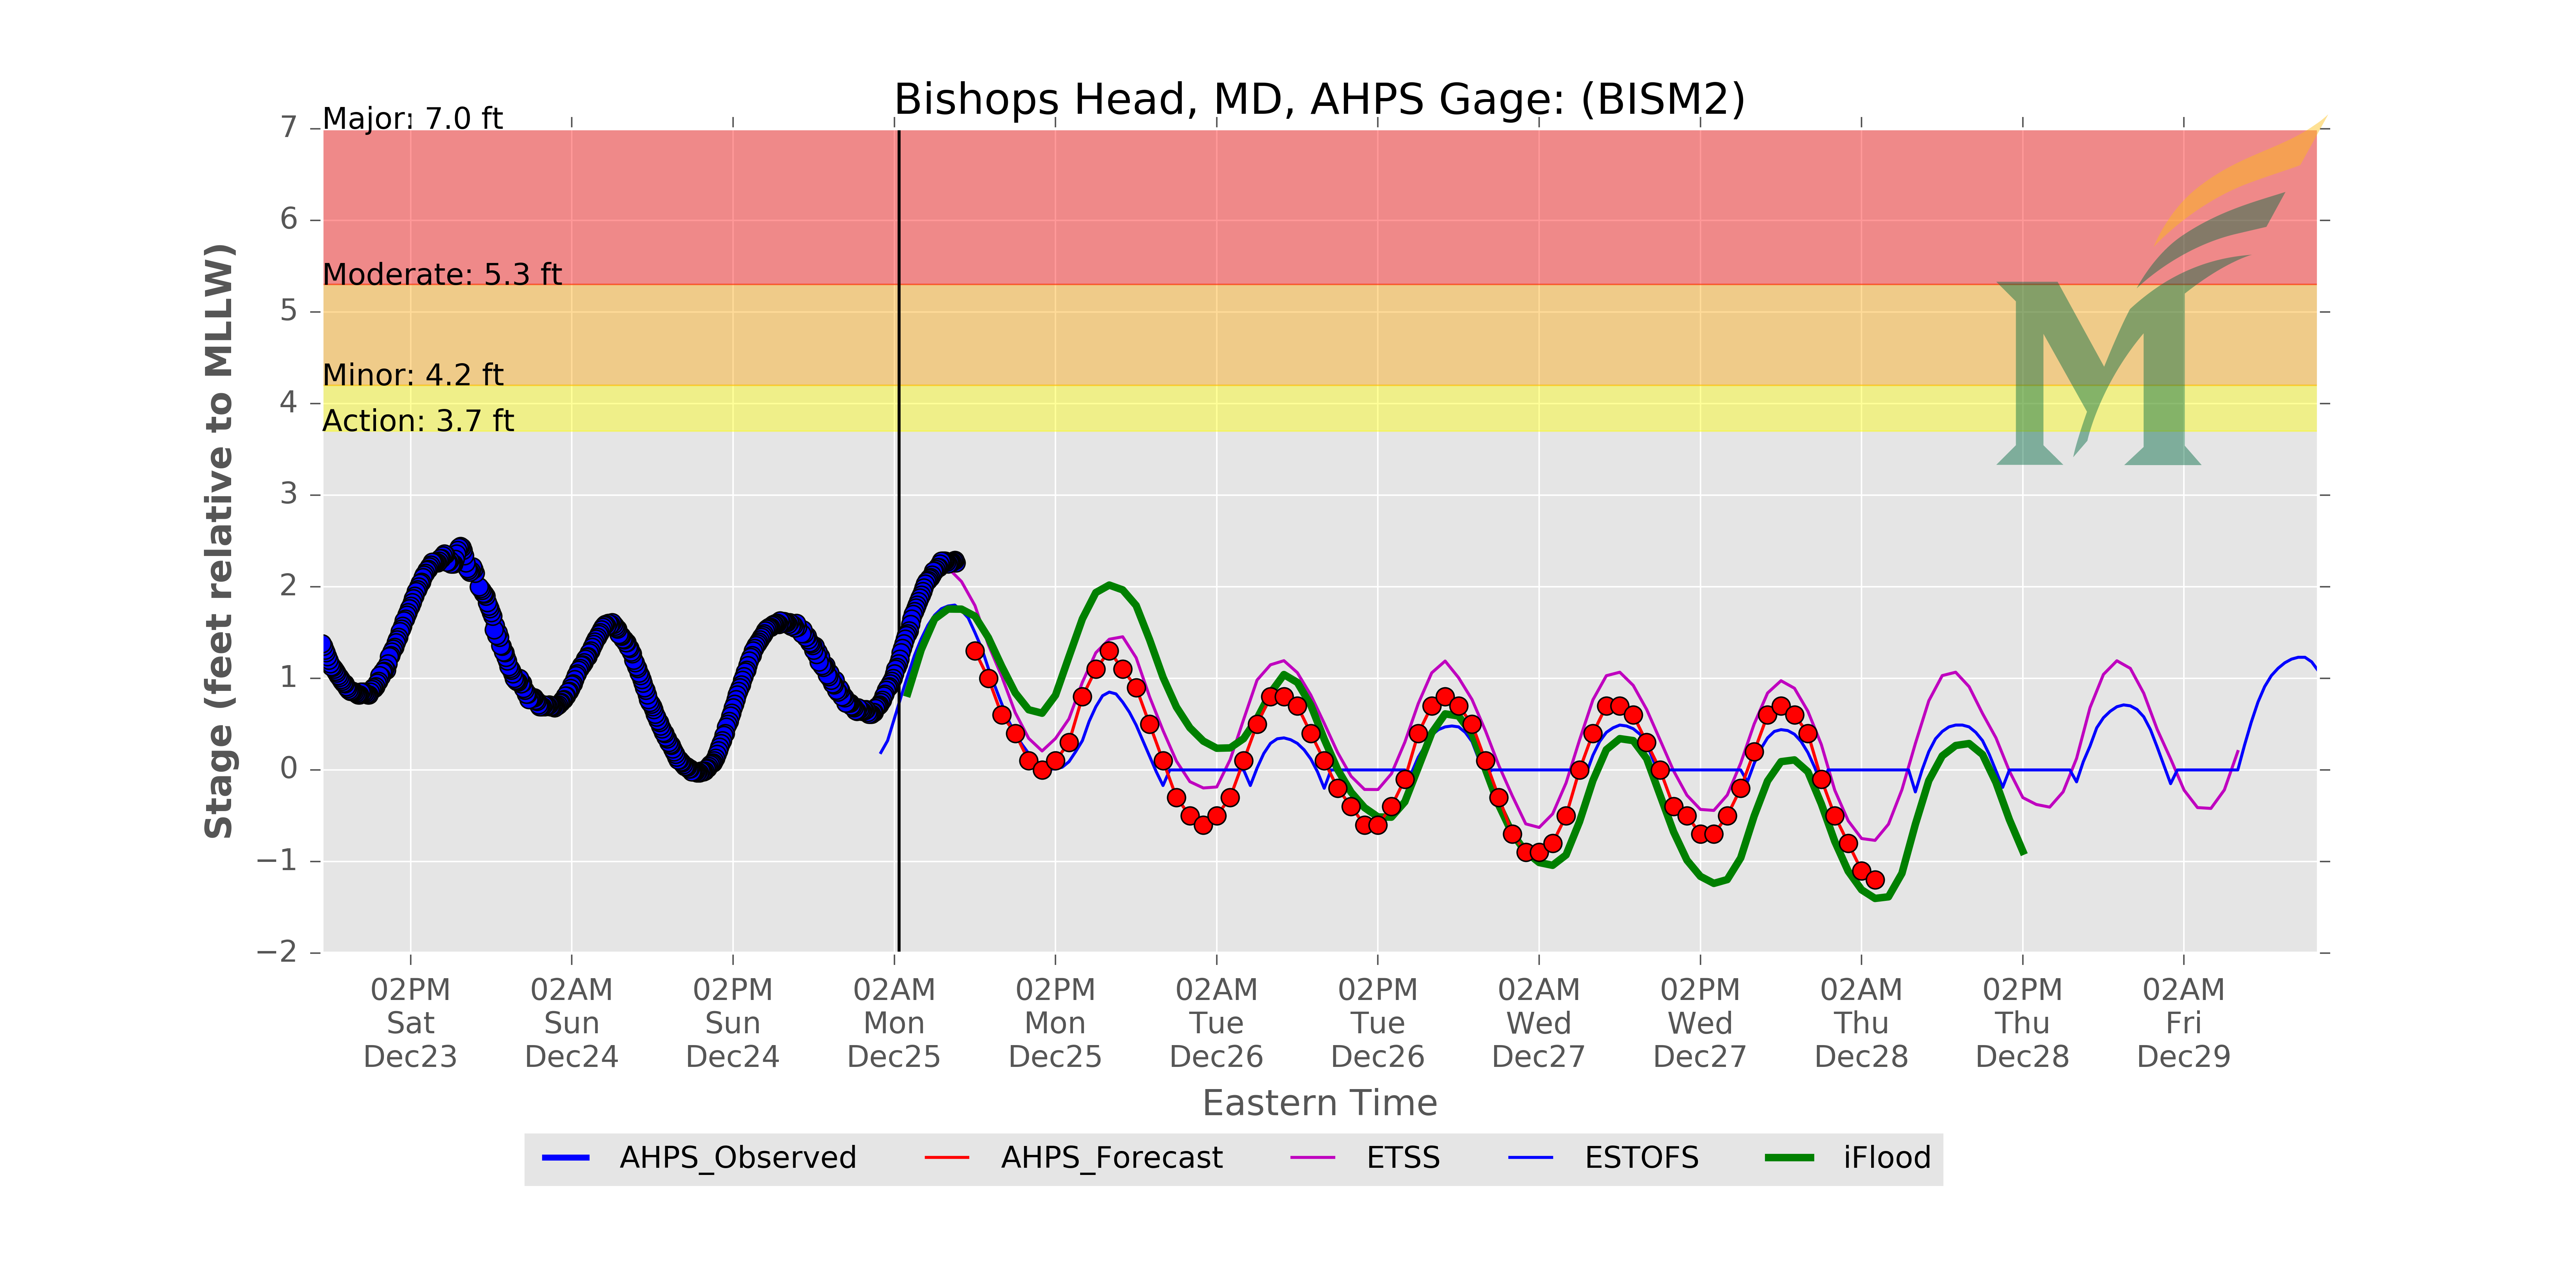 Bishops Head, MD, AHPS Gage: (BISM2)
Major: 7.0 ft
Moderate: 5.3 ft
Minor: 4.2 ft
Action: 3.7 ft
7
6
5
4
3
2
1
0
−1
−2
Stage (feet relative to MLLW)
02PM Sat Dec23
02AM Sun Dec24
02PM Sun Dec24
02AM Mon Dec25
02PM Mon Dec25
02AM Tue Dec26
02PM Tue Dec26
02AM Wed Dec27
02PM Wed Dec27
02AM Thu Dec28
02PM Thu Dec28
02AM Fri Dec29
Eastern Time
AHPS_Observed
AHPS_Forecast
ETSS
ESTOFS
iFlood
M